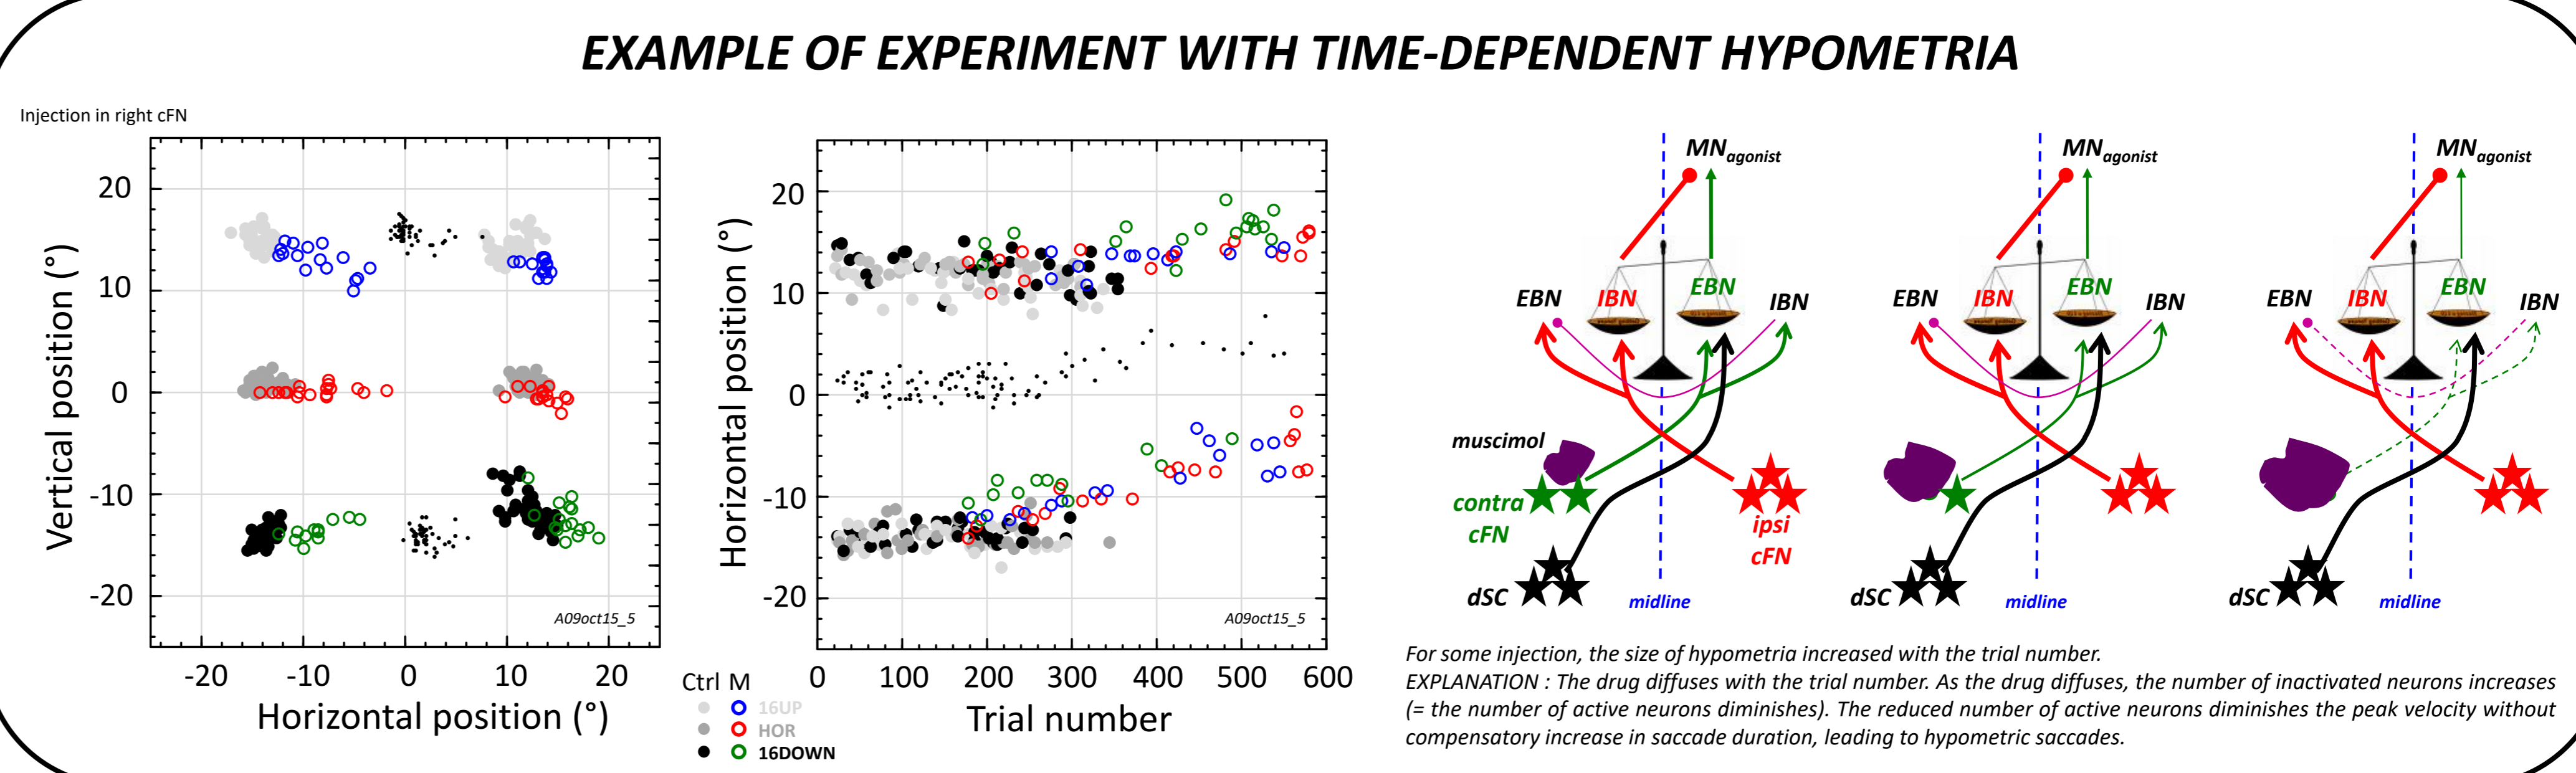 EXAMPLE OF EXPERIMENT WITH TIME-DEPENDENT HYPOMETRIA
Injection in right cFN
Vertical position (°)
20
10
0
-10
-20
-20
-10
0
10
20
Horizontal position (°)
A09oct15_5
Horizontal position (°)
20
10
0
-10
-20
0
100
200
300
400
500
600
Trial number
A09oct15_5
Ctrl M
16UP
HOR
16DOWN
MNagonist
EBN
IBN
EBN
IBN
muscimol
contra
cFN
ipsi
cFN
dSC
midline
MNagonist
EBN
IBN
EBN
IBN
dSC
midline
MNagonist
EBN
IBN
EBN
IBN
dSC
midline
For some injection, the size of hypometria increased with the trial number.
EXPLANATION : The drug diffuses with the trial number. As the drug diffuses, the number of inactivated neurons increases
(= the number of active neurons diminishes). The reduced number of active neurons diminishes the peak velocity without
compensatory increase in saccade duration, leading to hypometric saccades.